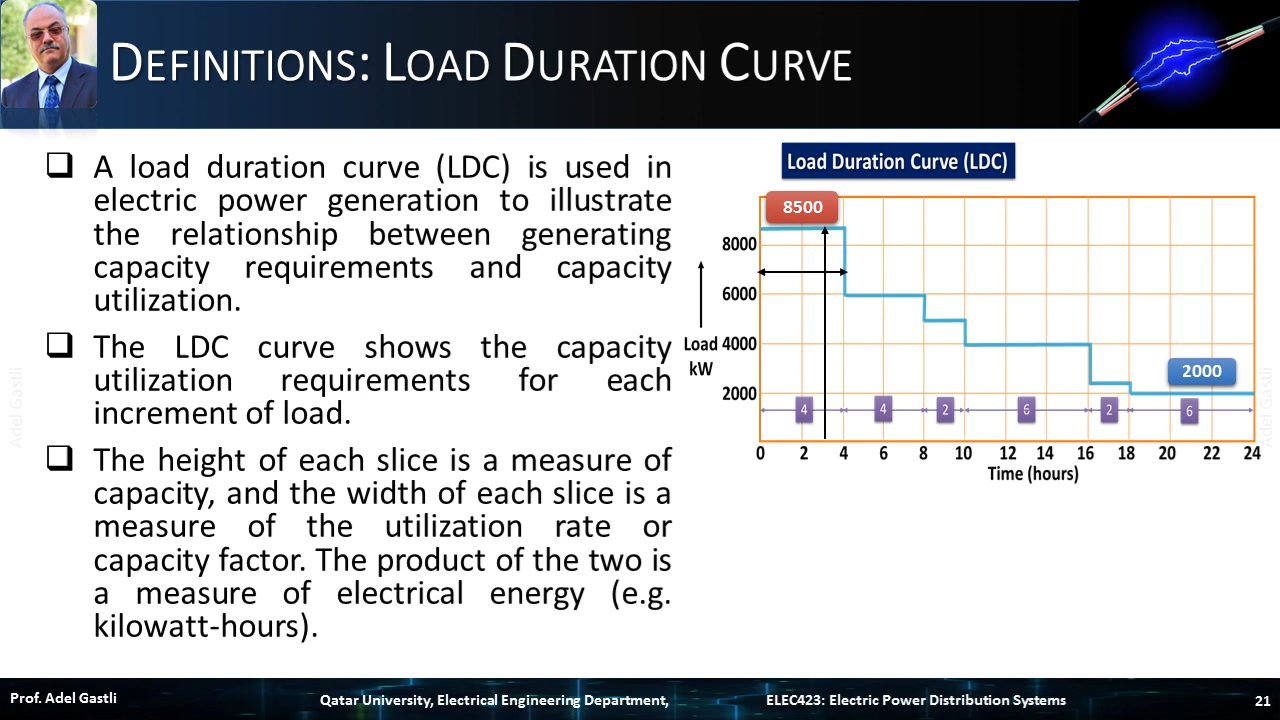 DEFINITIONS: LOAD DURATION CURVE
❑ A load duration curve (LDC) is used in
electric power generation to illustrate
the relationship between generating
capacity requirements and capacity
utilization.
❑ The LDC curve shows the capacity
utilization requirements for each
increment of load.
❑ The height of each slice is a measure of
capacity, and the width of each slice is a
measure of the utilization rate or
capacity factor. The product of the two is
a measure of electrical energy (e.g.
kilowatt-hours).
Load Duration Curve (LDC)
8500
8000
6000
Load
kW
4000
2000
2000
4 4 2 6 2 6
0 2 4 6 8 10 12 14 16 18 20 22 24
Time (hours)
Adel Gastli
Adel Gastli
Prof. Adel Gastli
Qatar University, Electrical Engineering Department,
ELEC423: Electric Power Distribution Systems
21